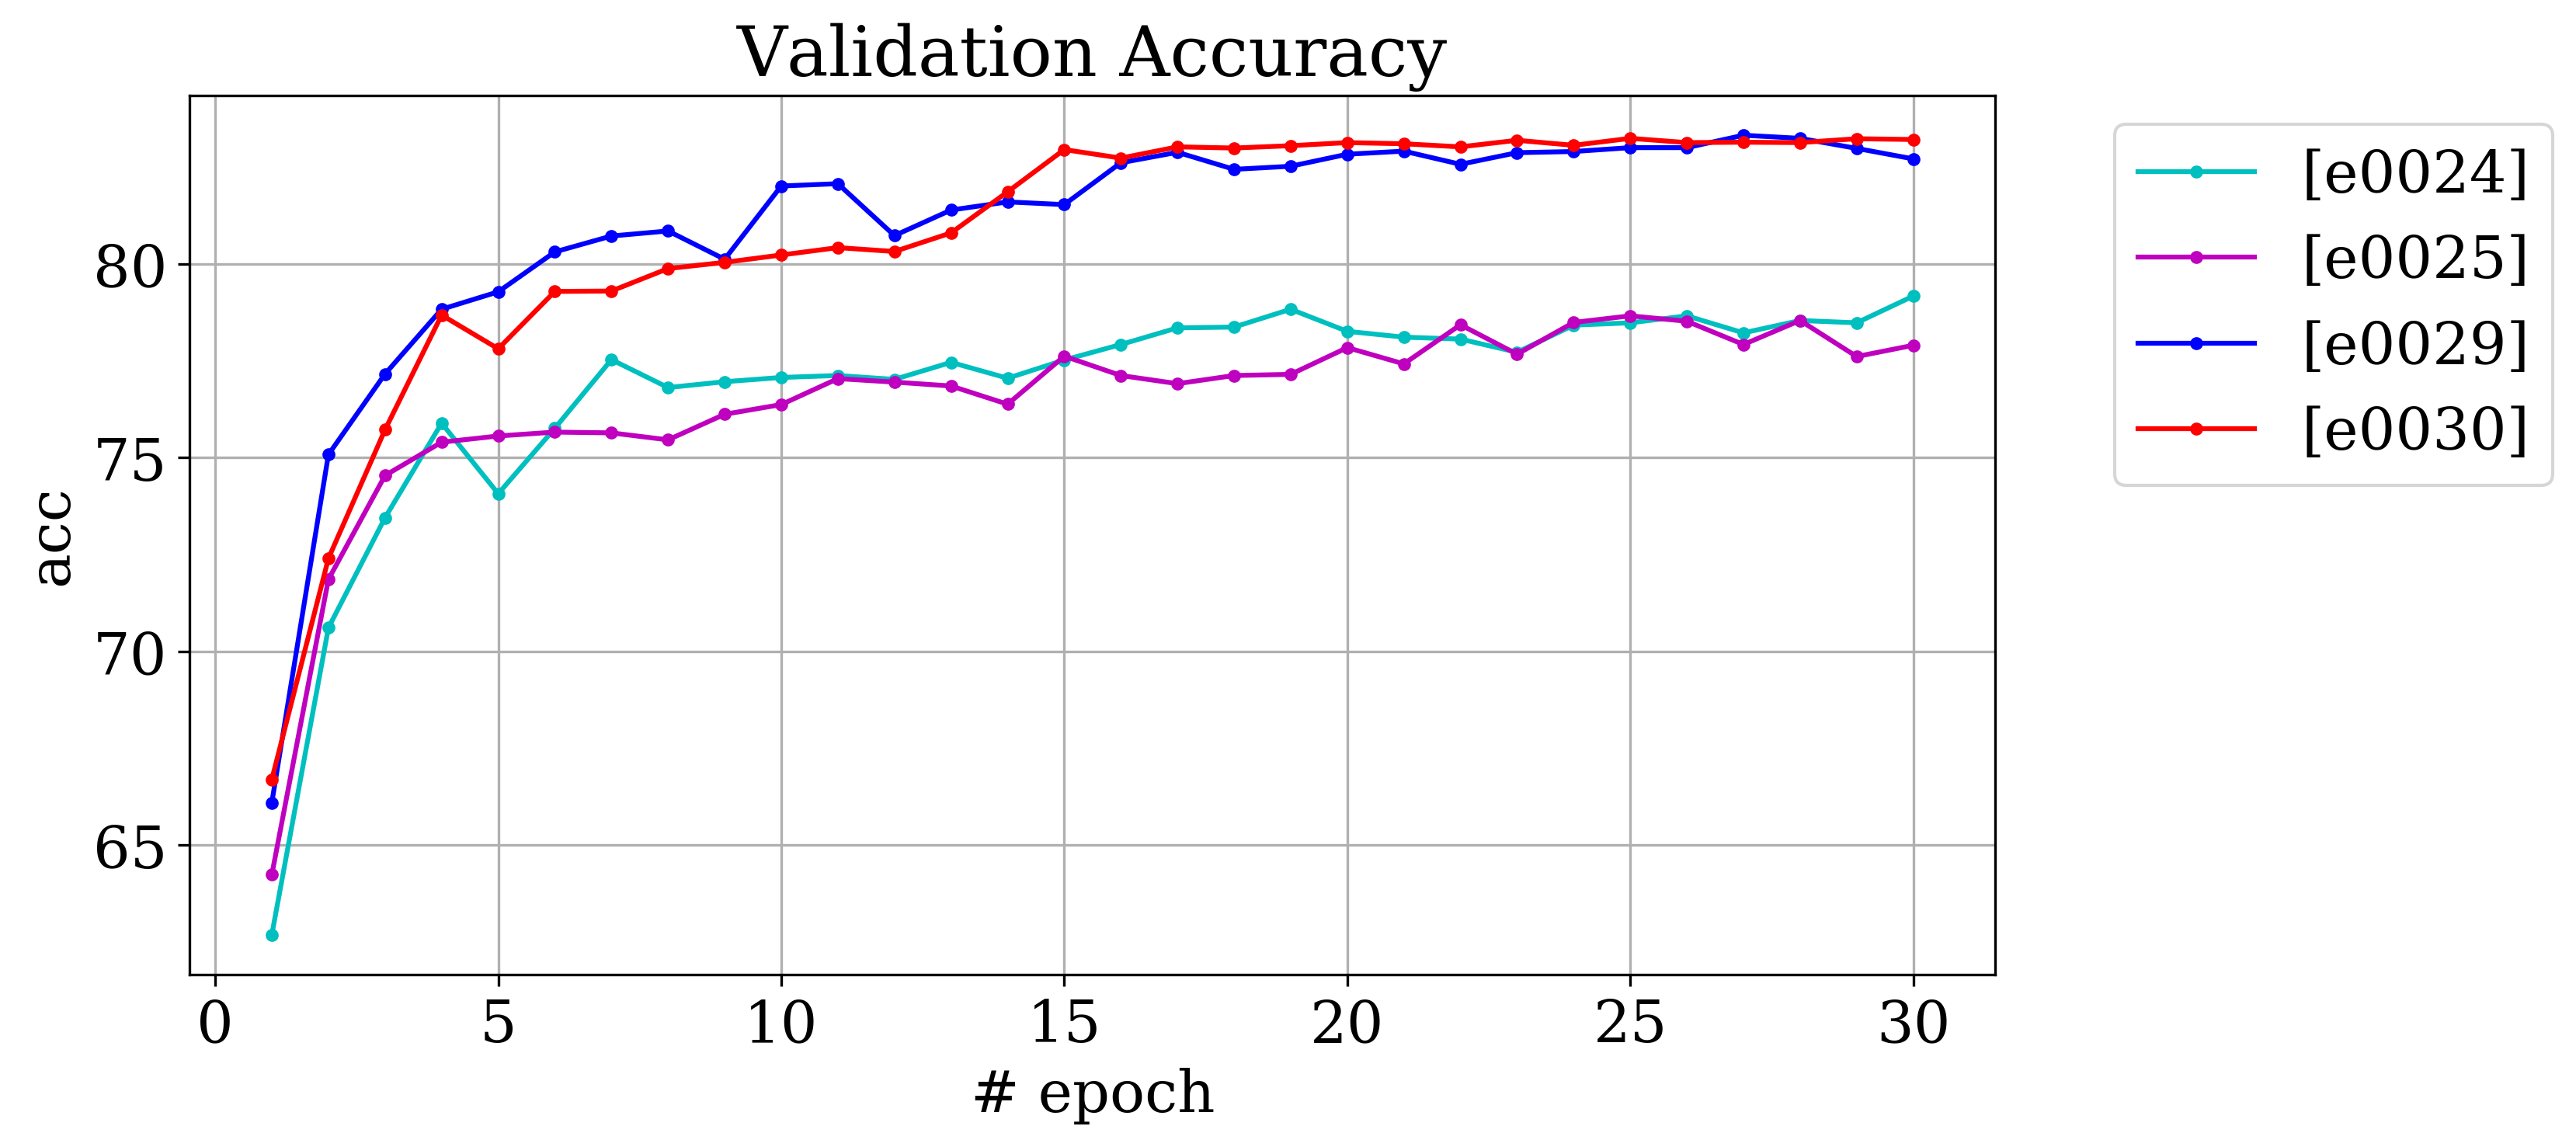 Validation Accuracy
acc
80
75
70
65
0 5 10 15 20 25 30
# epoch
[e0024]
[e0025]
[e0029]
[e0030]